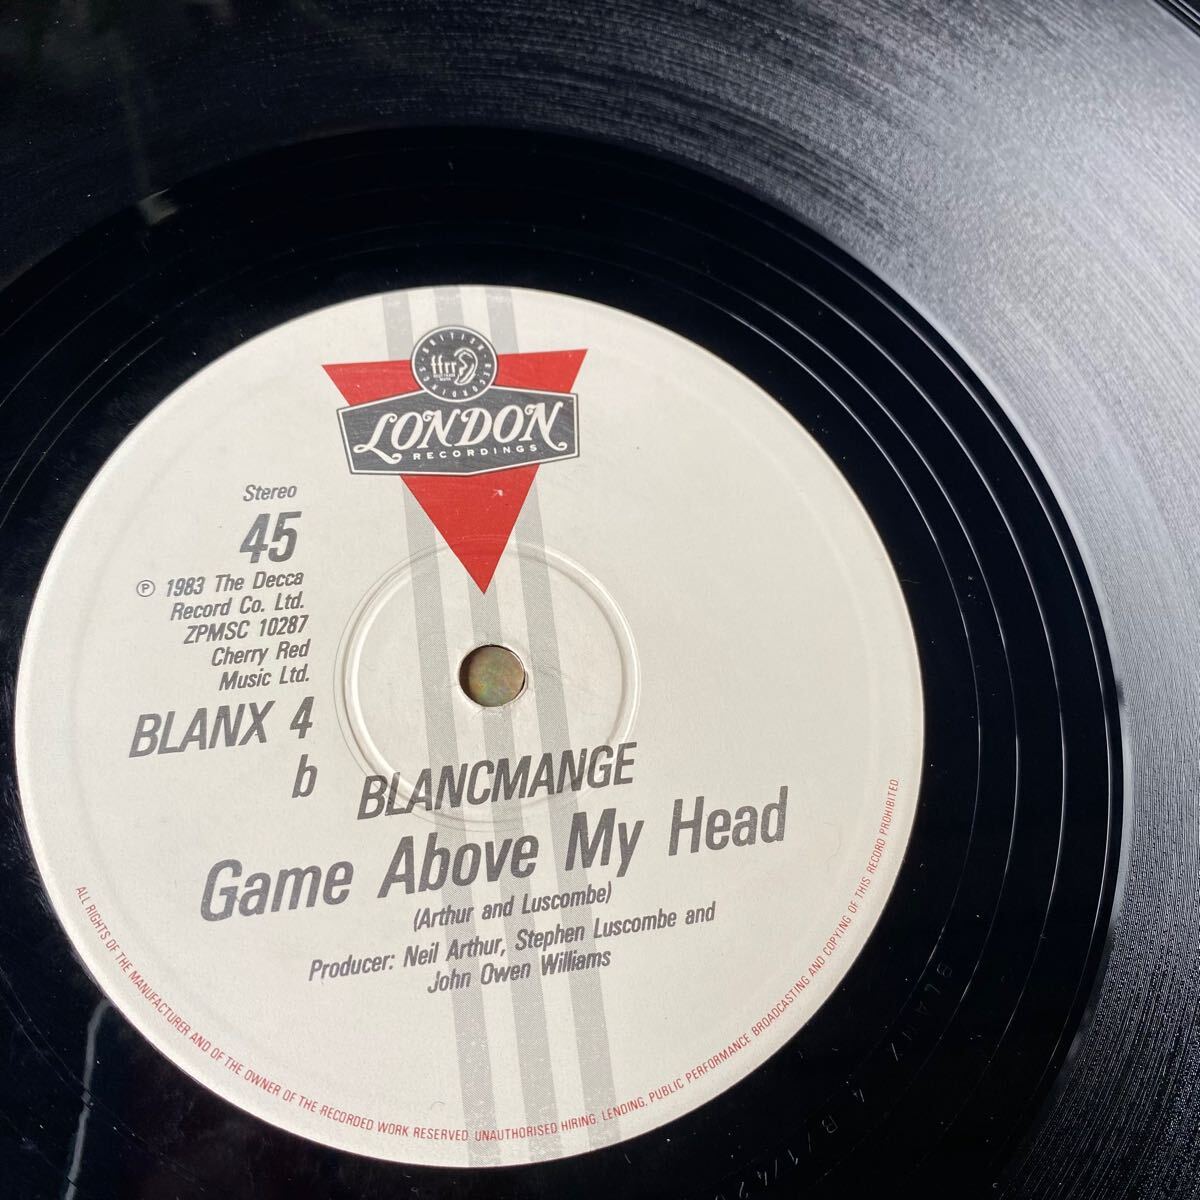 BRITISH RECORDINGS
ffrr
LONDON
RECORDINGS
Stereo
45
℗ 1983 The Decca
Record Co. Ltd.
ZPMSC 10287
Cherry Red
Music Ltd.
BLANX 4
b
BLANCMANGE
Game Above My Head
(Arthur and Luscombe)
Producer: Neil Arthur, Stephen Luscombe and
John Owen Williams
ALL RIGHTS OF THE MANUFACTURER AND OF THE OWNER OF THE RECORDED WORK RESERVED. UNAUTHORISED HIRING, LENDING, PUBLIC PERFORMANCE BROADCASTING AND COPYING OF THIS RECORD PROHIBITED